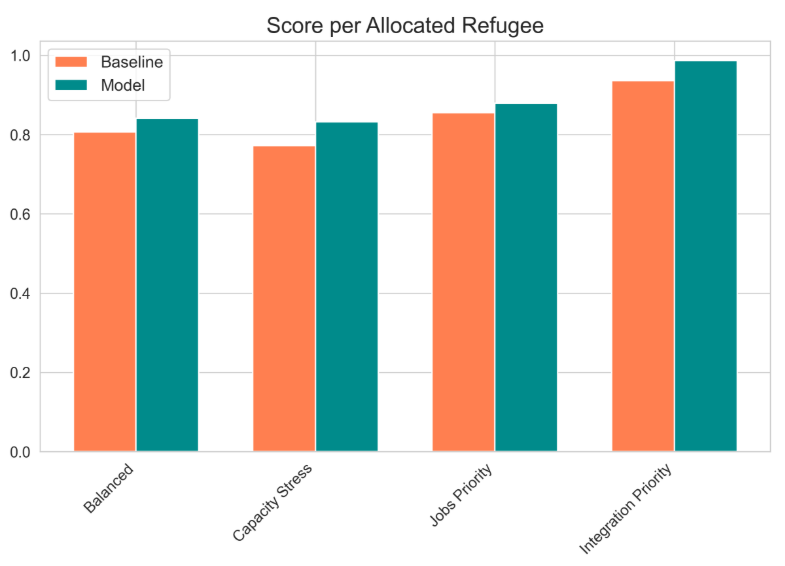 Score per Allocated Refugee
Baseline
Model
1.0
0.8
0.6
0.4
0.2
0.0
Balanced
Capacity Stress
Jobs Priority
Integration Priority